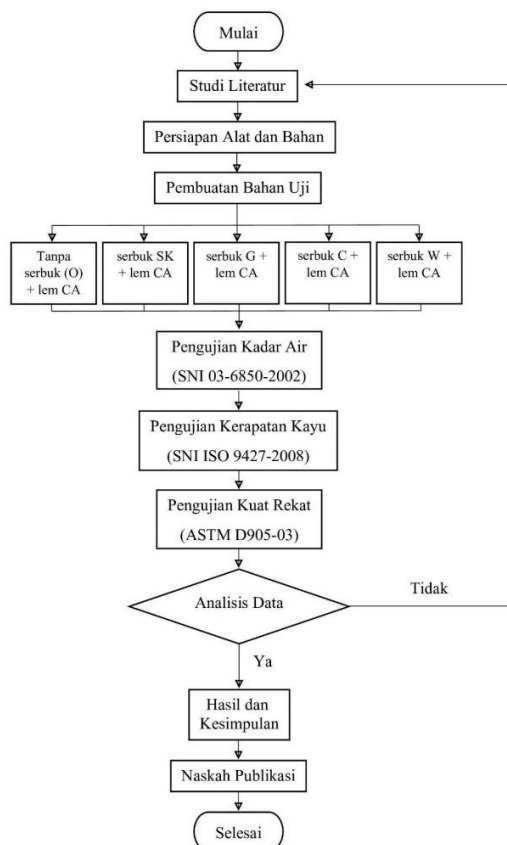 Mulai
Studi Literatur
Persiapan Alat dan Bahan
Pembuatan Bahan Uji
Tanpa
serbuk (O)
+ lem CA
serbuk SK
+ lem CA
serbuk G +
lem CA
serbuk C +
lem CA
serbuk W +
lem CA
Pengujian Kadar Air
(SNI 03-6850-2002)
Pengujian Kerapatan Kayu
(SNI ISO 9427-2008)
Pengujian Kuat Rekat
(ASTM D905-03)
Analisis Data
Tidak
Ya
Hasil dan
Kesimpulan
Naskah Publikasi
Selesai